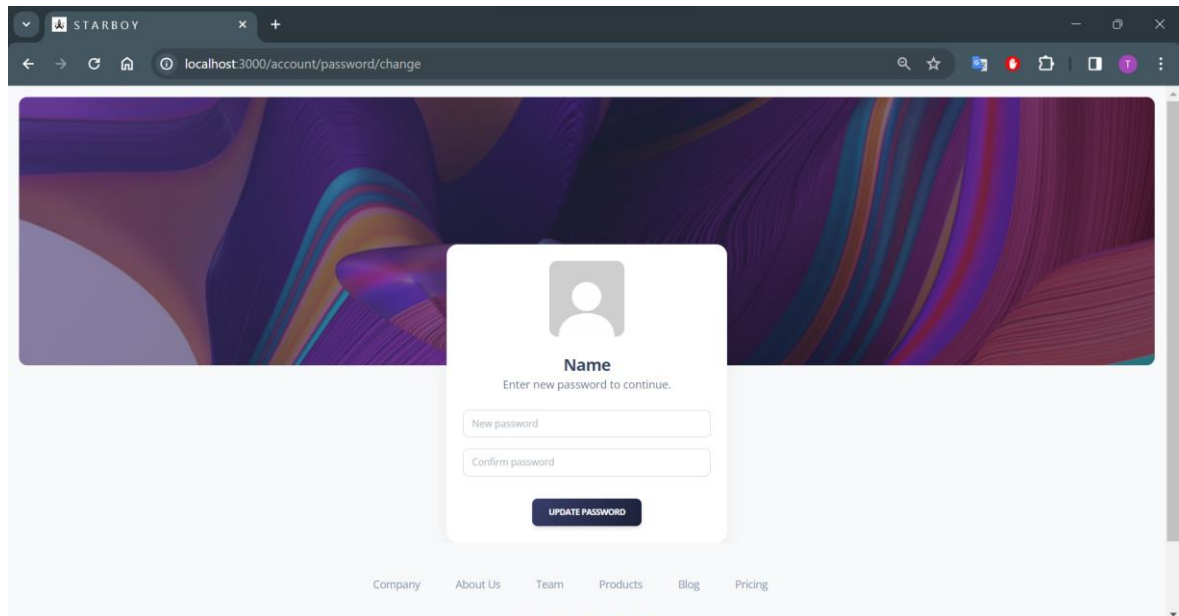 STARBOY
localhost:3000/account/password/change
T
Name
Enter new password to continue.
New password
Confirm password
UPDATE PASSWORD
Company About Us Team Products Blog Pricing